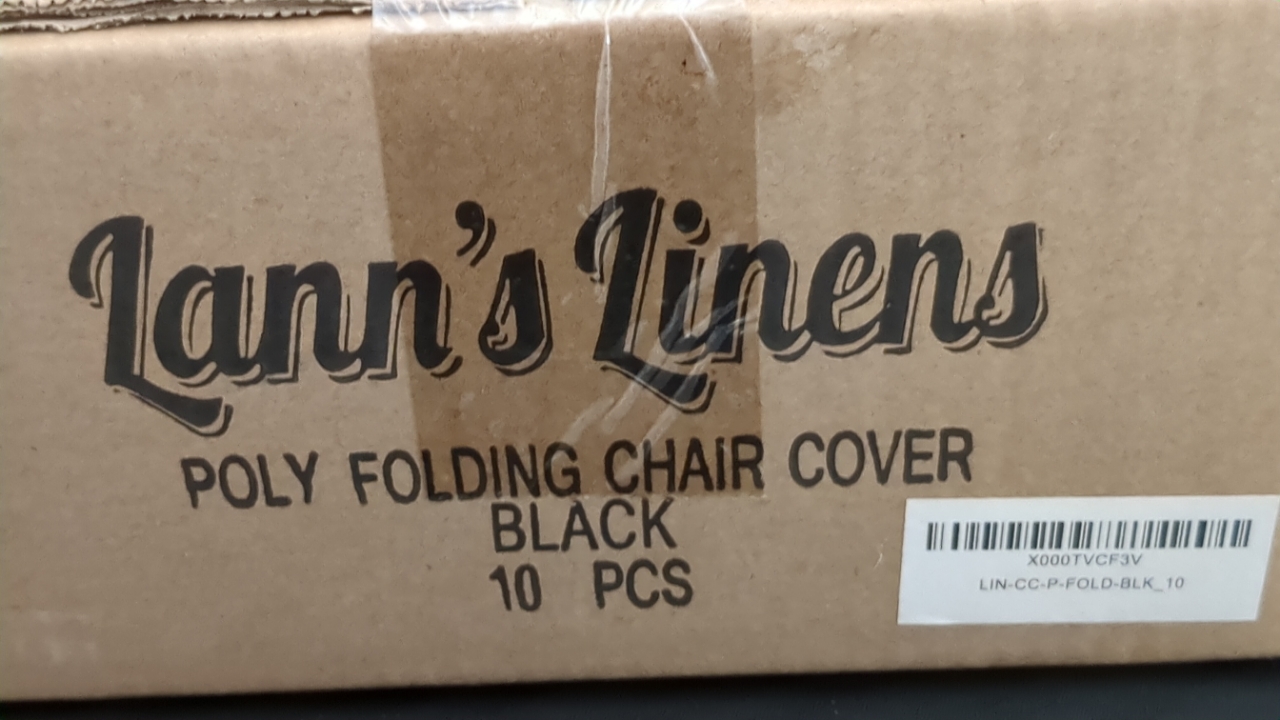 Lann's Linens
POLY FOLDING CHAIR COVER
BLACK
10 PCS
X000TVCF3V
LIN-CC-P-FOLD-BLK_10